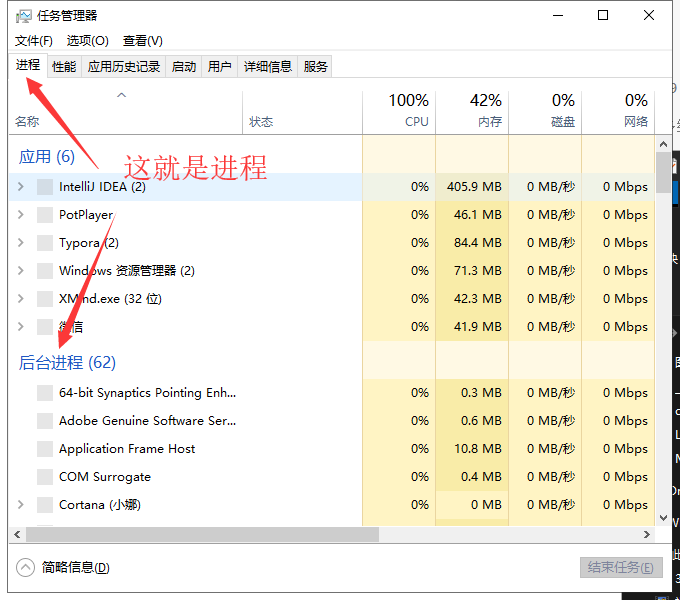 任务管理器
文件(F) 选项(O) 查看(V)
进程 性能 应用历史记录 启动 用户 详细信息 服务
100% 42% 0% 0%
名称 状态 CPU 内存 磁盘 网络
应用 (6)
这就是进程
IntelliJ IDEA (2) 0% 405.9 MB 0 MB/秒 0 Mbps
PotPlayer 0% 46.1 MB 0 MB/秒 0 Mbps
Typora (2) 0% 84.4 MB 0 MB/秒 0 Mbps
Windows 资源管理器 (2) 0% 71.3 MB 0 MB/秒 0 Mbps
XMind.exe (32 位) 0% 42.3 MB 0 MB/秒 0 Mbps
微信 0% 41.9 MB 0 MB/秒 0 Mbps
后台进程 (62)
64-bit Synaptics Pointing Enh... 0% 0.3 MB 0 MB/秒 0 Mbps
Adobe Genuine Software Ser... 0% 0.6 MB 0 MB/秒 0 Mbps
Application Frame Host 0% 10.8 MB 0 MB/秒 0 Mbps
COM Surrogate 0% 0.4 MB 0 MB/秒 0 Mbps
Cortana (小娜) 0% 0 MB 0 MB/秒 0 Mbps
简略信息(D) 结束任务(E)